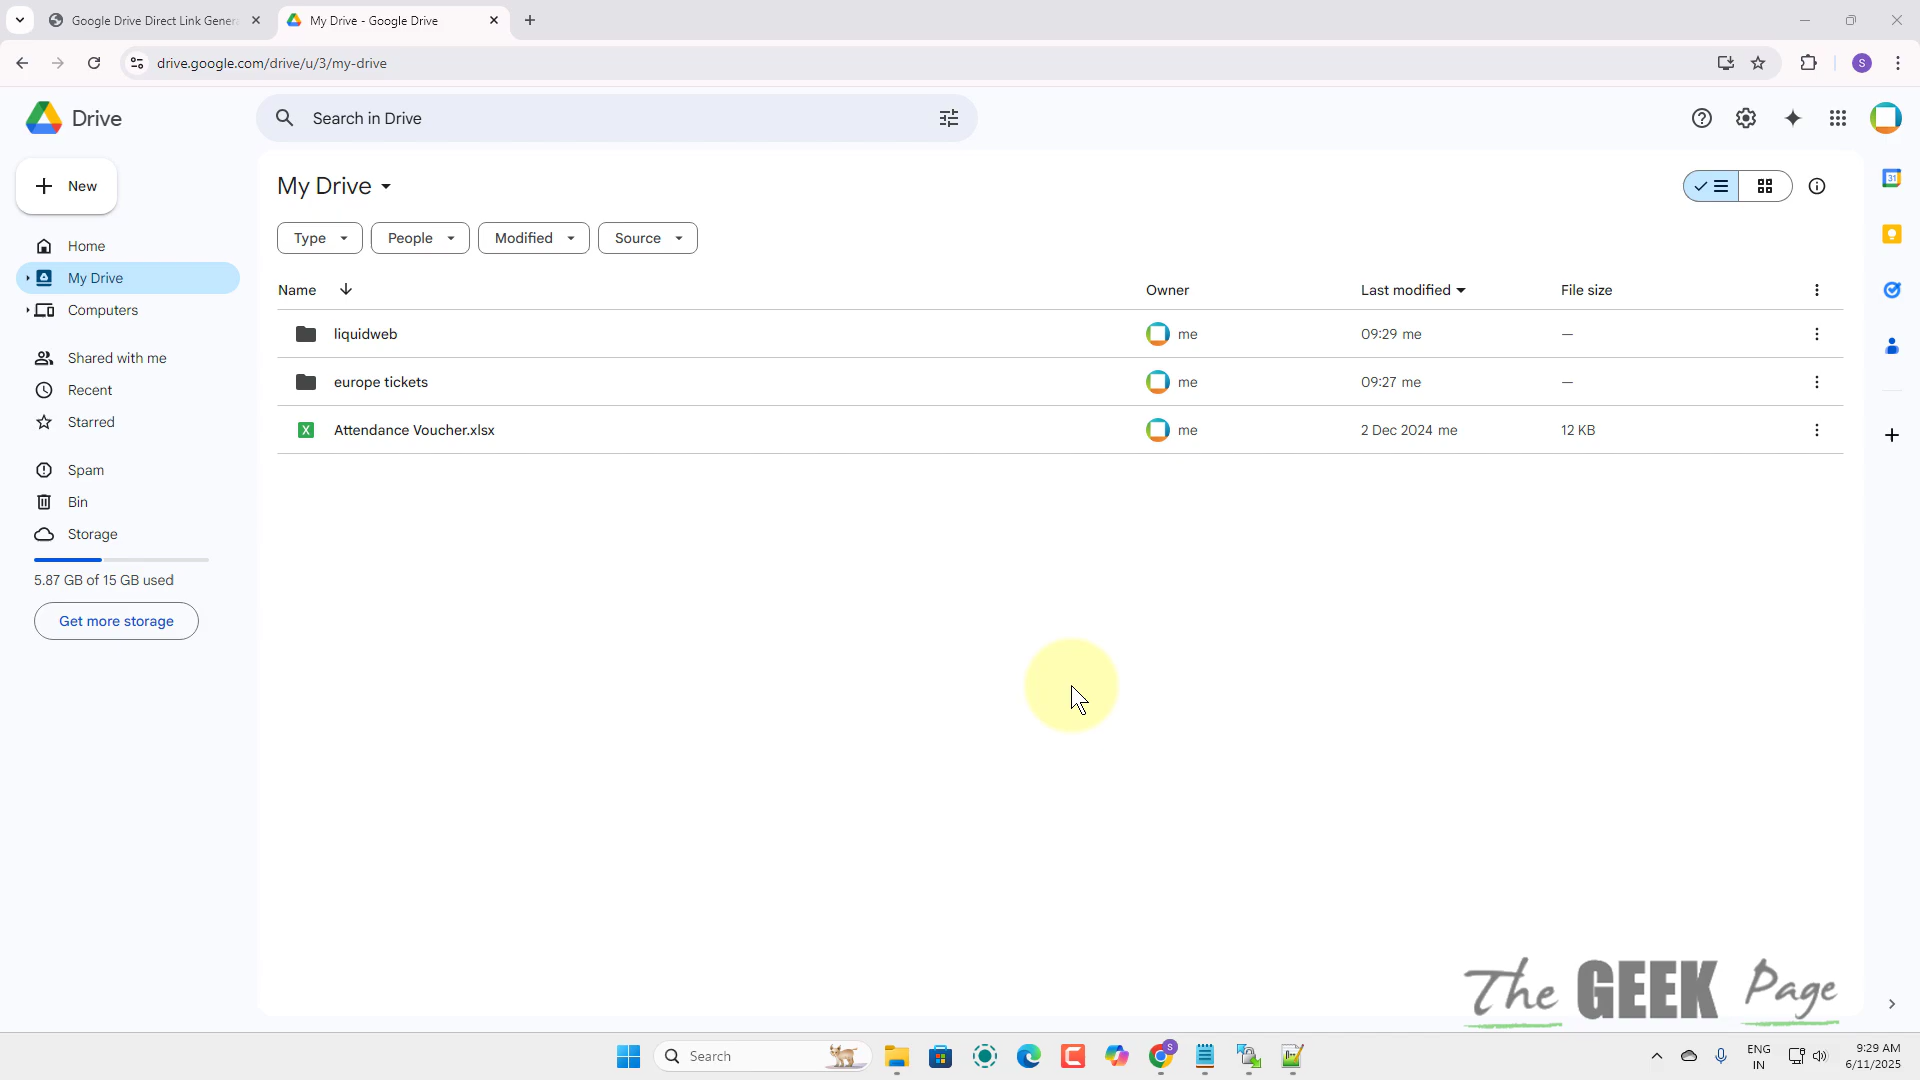 Google Drive Direct Link Genera
My Drive - Google Drive
drive.google.com/drive/u/3/my-drive
S
Drive
Search in Drive
New
My Drive
31
Type
People
Modified
Source
Home
My Drive
Computers
Name
Owner
Last modified
File size
liquidweb
me
09:29 me
—
europe tickets
me
09:27 me
—
X
Attendance Voucher.xlsx
me
2 Dec 2024 me
12 KB
Shared with me
Recent
Starred
Spam
Bin
Storage
5.87 GB of 15 GB used
Get more storage
The GEEK Page
Search
S
ENG
IN
9:29 AM
6/11/2025